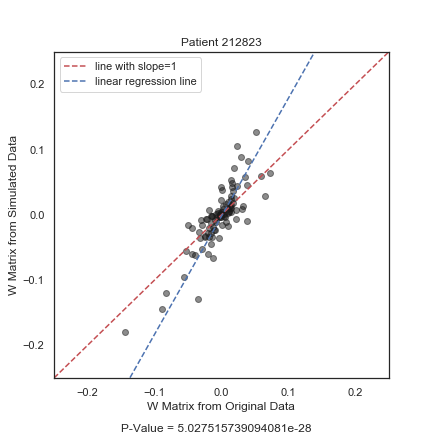 Patient 212823
line with slope=1
linear regression line
W Matrix from Simulated Data
0.2
0.1
0.0
−0.1
−0.2
−0.2 −0.1 0.0 0.1 0.2
W Matrix from Original Data
P-Value = 5.027515739094081e-28